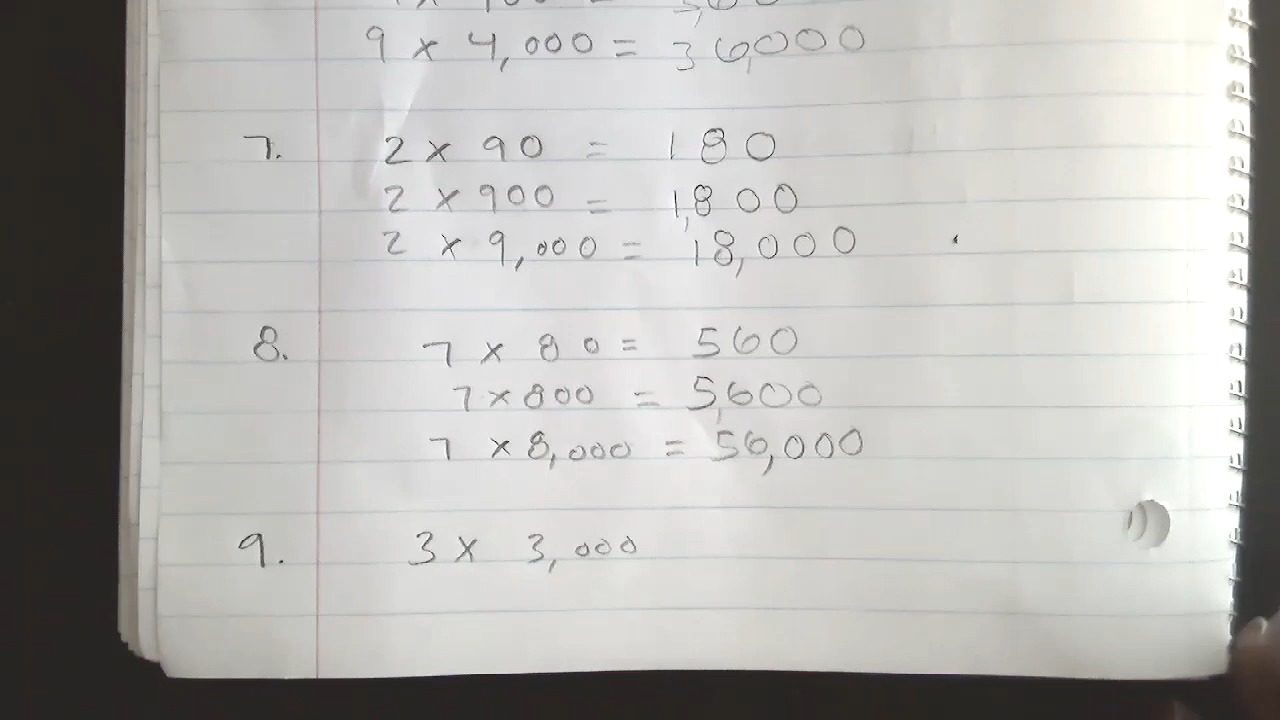 9 x 4,000 = 36,000
7. 2 x 90 = 180
2 x 900 = 1,800
2 x 9,000 = 18,000
8. 7 x 80 = 560
7 x 800 = 5,600
7 x 8,000 = 56,000
9. 3 x 3,000